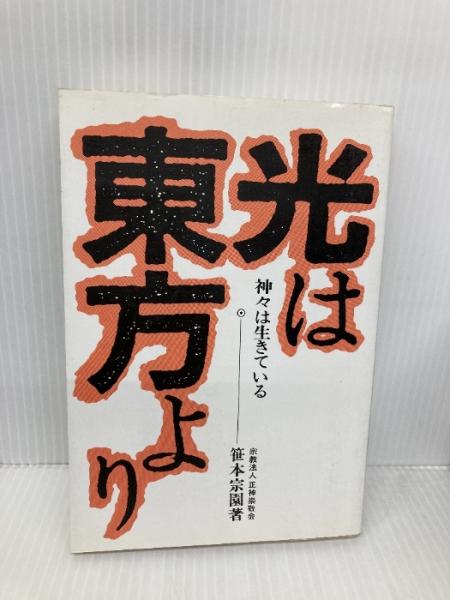 光は
東方より
神々は生きている
宗教法人 正神崇敬会
笹本宗園著